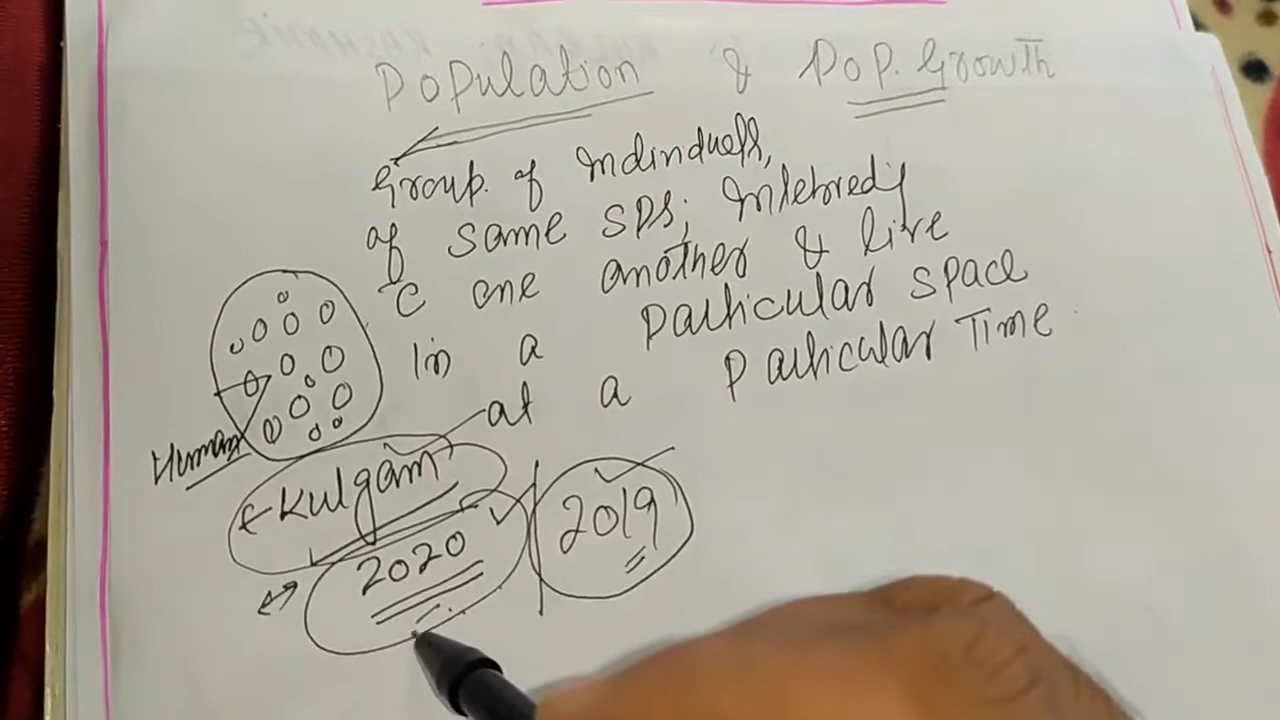 Population & Pop. Growth
Group. of Individuals,
of same SPS; Interbredy
C one another & live
In a Particular space
at a Particular Time
Human
Kulgam
2020 2019